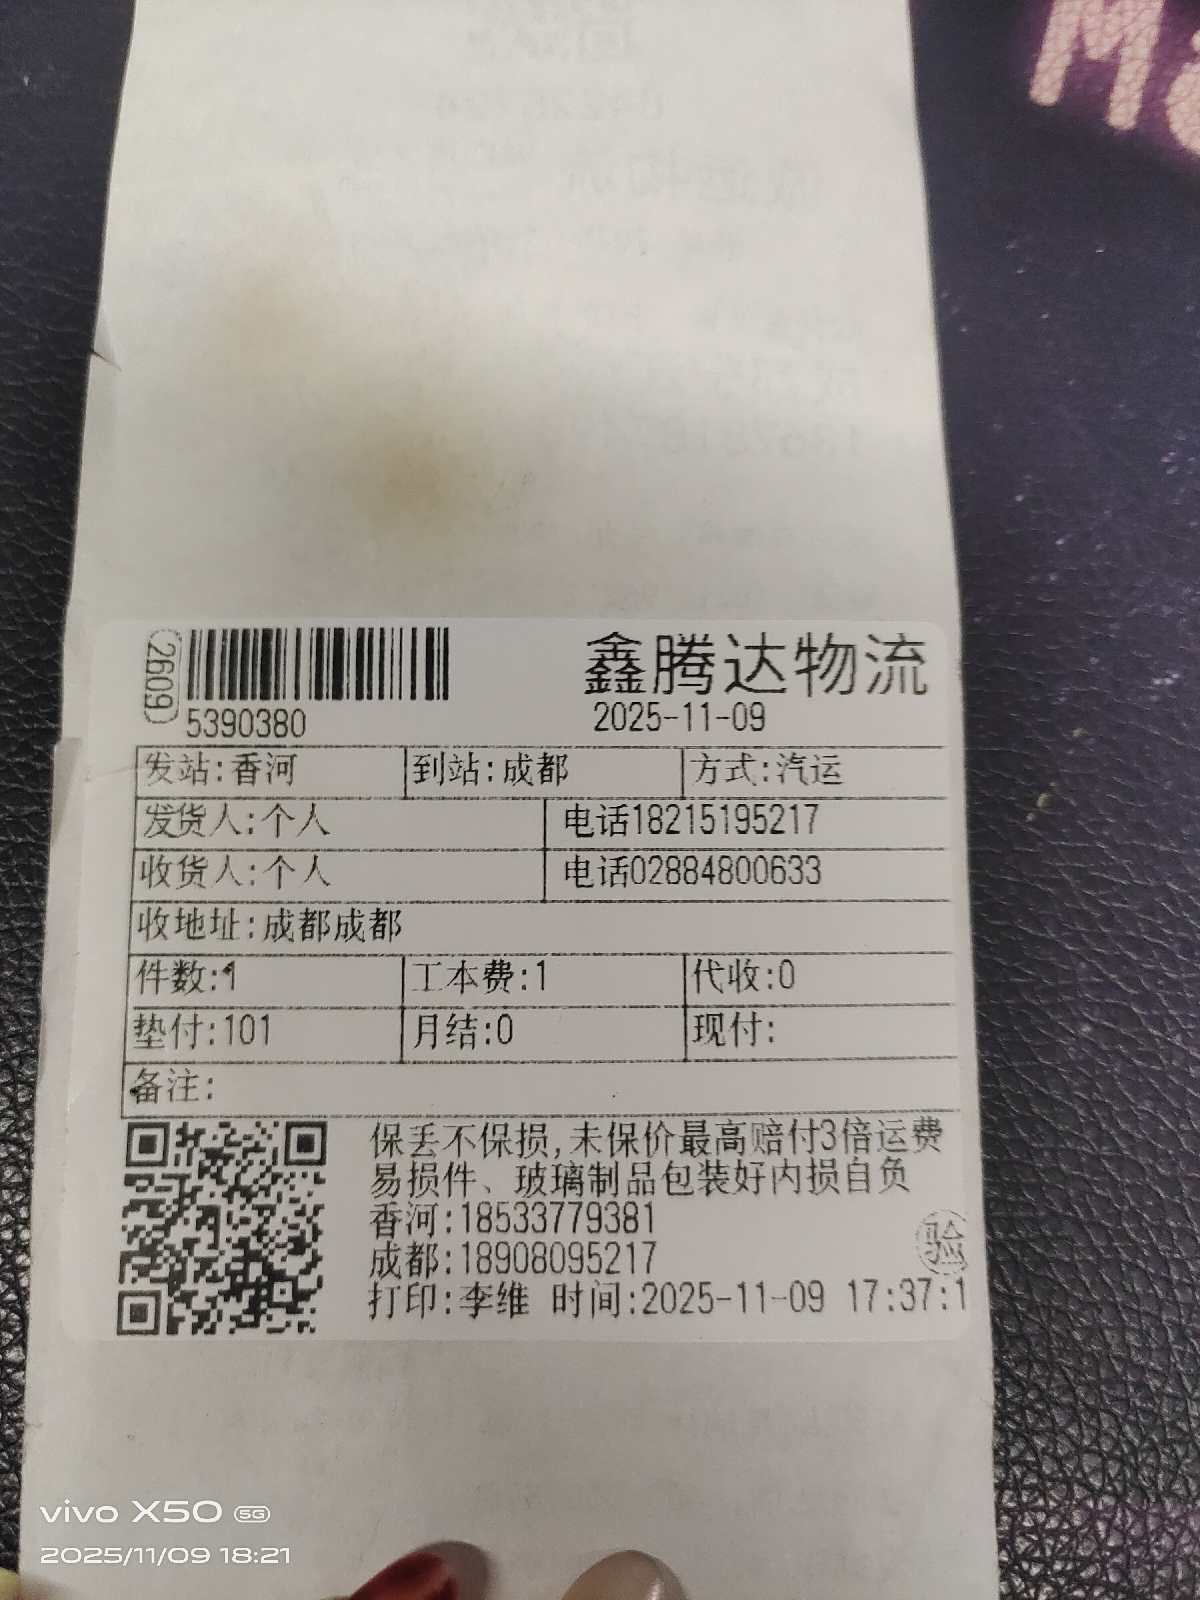 Ma
(2609)
5390380
鑫腾达物流
2025-11-09
发站:香河 到站:成都 方式:汽运
发货人:个人 电话18215195217
收货人:个人 电话02884800633
收地址:成都成都
件数:1 工本费:1 代收:0
垫付:101 月结:0 现付:
备注:
保丢不保损,未保价最高赔付3倍运费
易损件、玻璃制品包装好内损自负
香河:18533779381
成都:18908095217
验
打印:李维 时间:2025-11-09 17:37:1
vivo X50 5G
2025/11/09 18:21